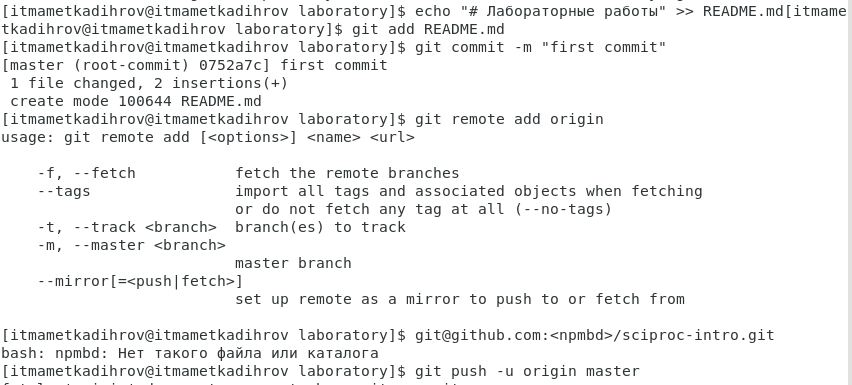 [itmametkadihrov@itmametkadihrov laboratory]$ echo "# Лабораторные работы" >> README.md[itmame
tkadihrov@itmametkadihrov laboratory]$ git add README.md
[itmametkadihrov@itmametkadihrov laboratory]$ git commit -m "first commit"
[master (root-commit) 0752a7c] first commit
 1 file changed, 2 insertions(+)
 create mode 100644 README.md
[itmametkadihrov@itmametkadihrov laboratory]$ git remote add origin
usage: git remote add [<options>] <name> <url>

    -f, --fetch           fetch the remote branches
    --tags                import all tags and associated objects when fetching
                          or do not fetch any tag at all (--no-tags)
    -t, --track <branch>  branch(es) to track
    -m, --master <branch>
                          master branch
    --mirror[=<push|fetch>]
                          set up remote as a mirror to push to or fetch from

[itmametkadihrov@itmametkadihrov laboratory]$ git@github.com:<npmbd>/sciproc-intro.git
bash: npmbd: Нет такого файла или каталога
[itmametkadihrov@itmametkadihrov laboratory]$ git push -u origin master